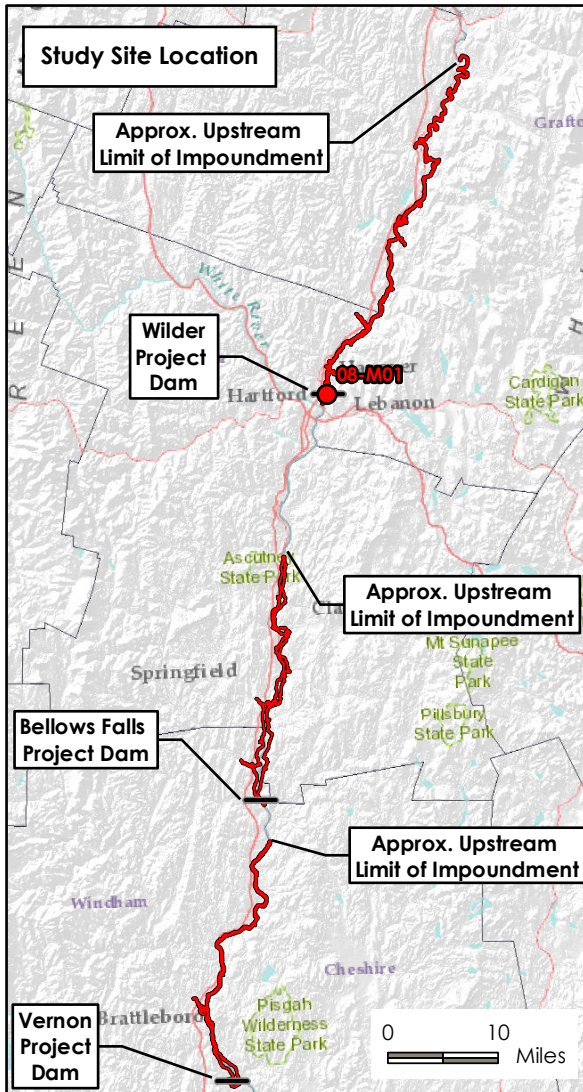 Study Site Location
Approx. Upstream
Limit of Impoundment
Grafto
White River
Wilder
Project
Dam
08-M01
Hartford
Lebanon
Cardigan
State Park
Ascutney
State Park
Approx. Upstream
Limit of Impoundment
Mt Sunapee
State
Park
Springfield
Pillsbury
State Park
Bellows Falls
Project Dam
Approx. Upstream
Limit of Impoundment
Windham
Cheshire
Vernon
Project
Dam
Brattleboro
Pisgah
Wilderness
State Park
0 10
Miles